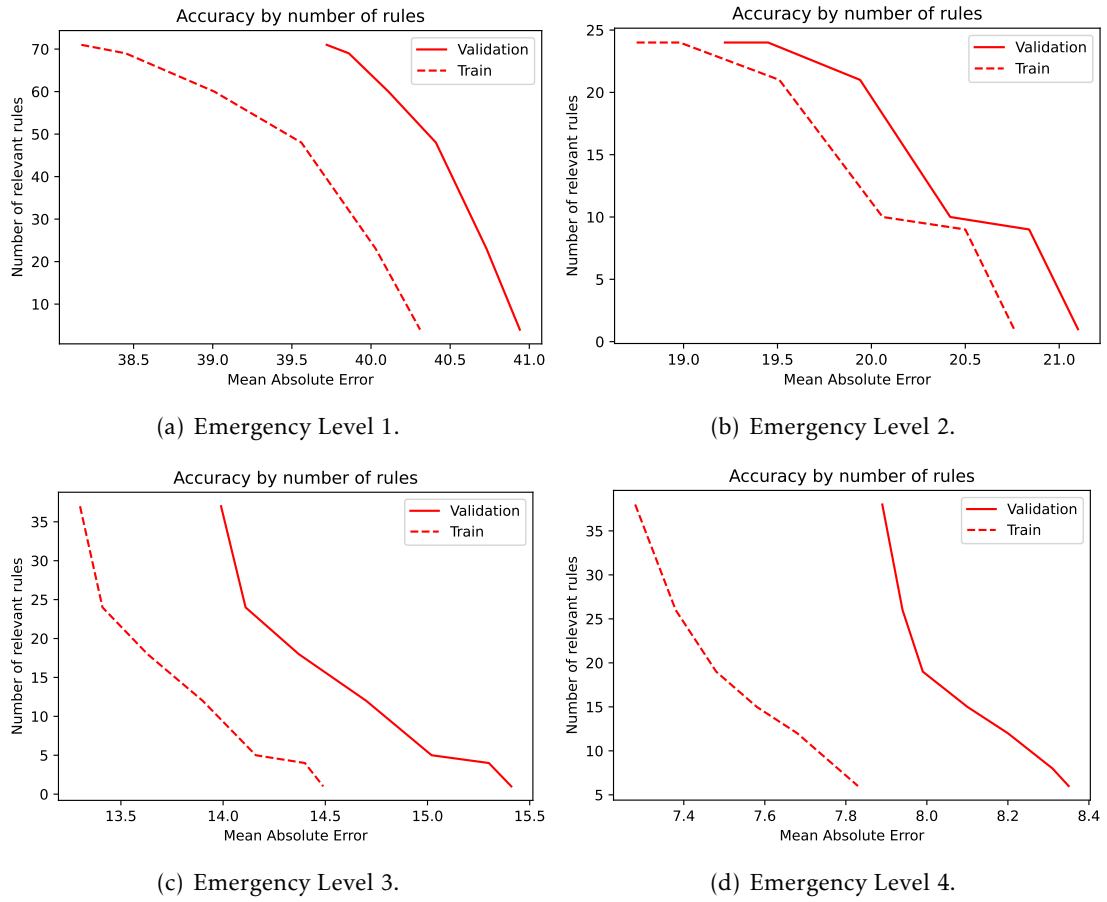 Accuracy by number of rules
Number of relevant rules
70
60
50
40
30
20
10
Validation
Train
38.5 39.0 39.5 40.0 40.5 41.0
Mean Absolute Error
(a) Emergency Level 1.
Accuracy by number of rules
Number of relevant rules
25
20
15
10
5
0
Validation
Train
19.0 19.5 20.0 20.5 21.0
Mean Absolute Error
(b) Emergency Level 2.
Accuracy by number of rules
Number of relevant rules
35
30
25
20
15
10
5
0
Validation
Train
13.5 14.0 14.5 15.0 15.5
Mean Absolute Error
(c) Emergency Level 3.
Accuracy by number of rules
Number of relevant rules
35
30
25
20
15
10
5
Validation
Train
7.4 7.6 7.8 8.0 8.2 8.4
Mean Absolute Error
(d) Emergency Level 4.